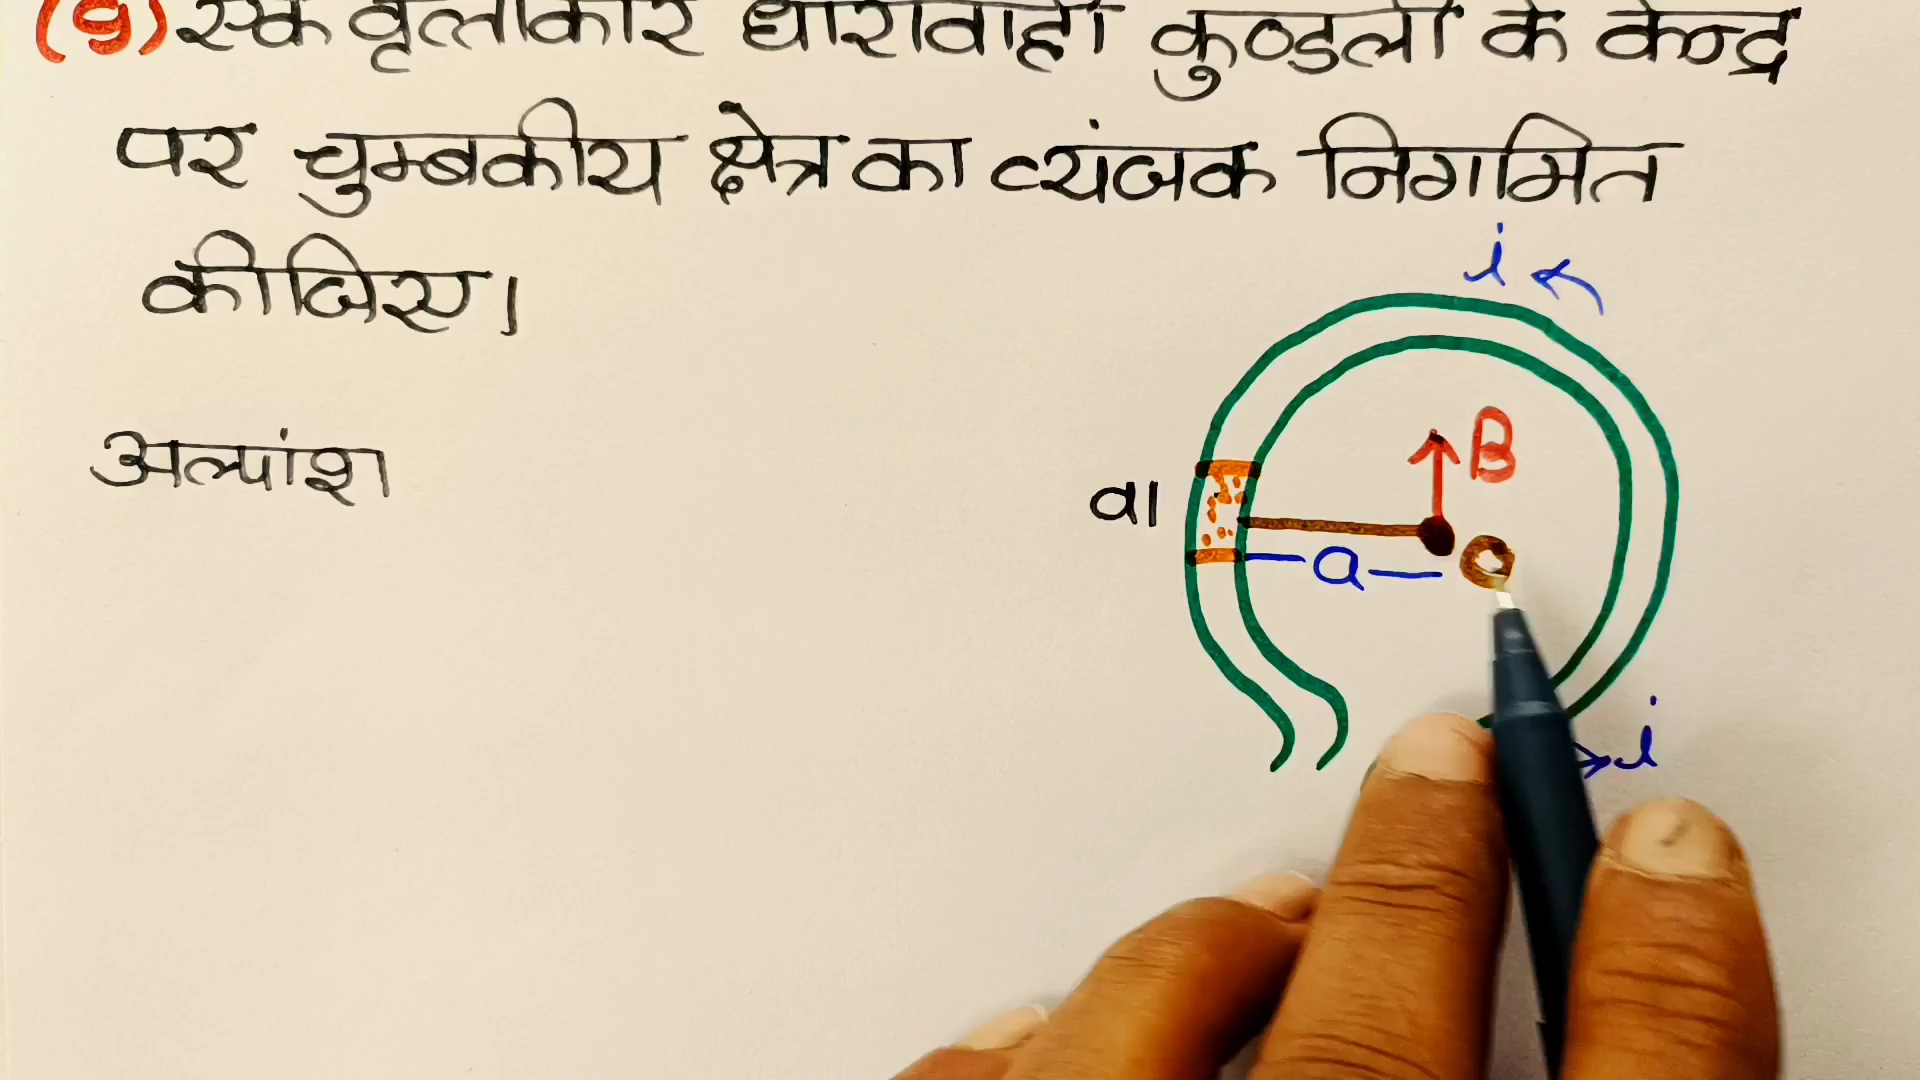 (9) एक वृत्ताकार धारावाही कुण्डली के केन्द्र
पर चुम्बकीय क्षेत्र का व्यंजक निगमित
कीजिए।
i
अल्पांश
B
dl
a
O
i